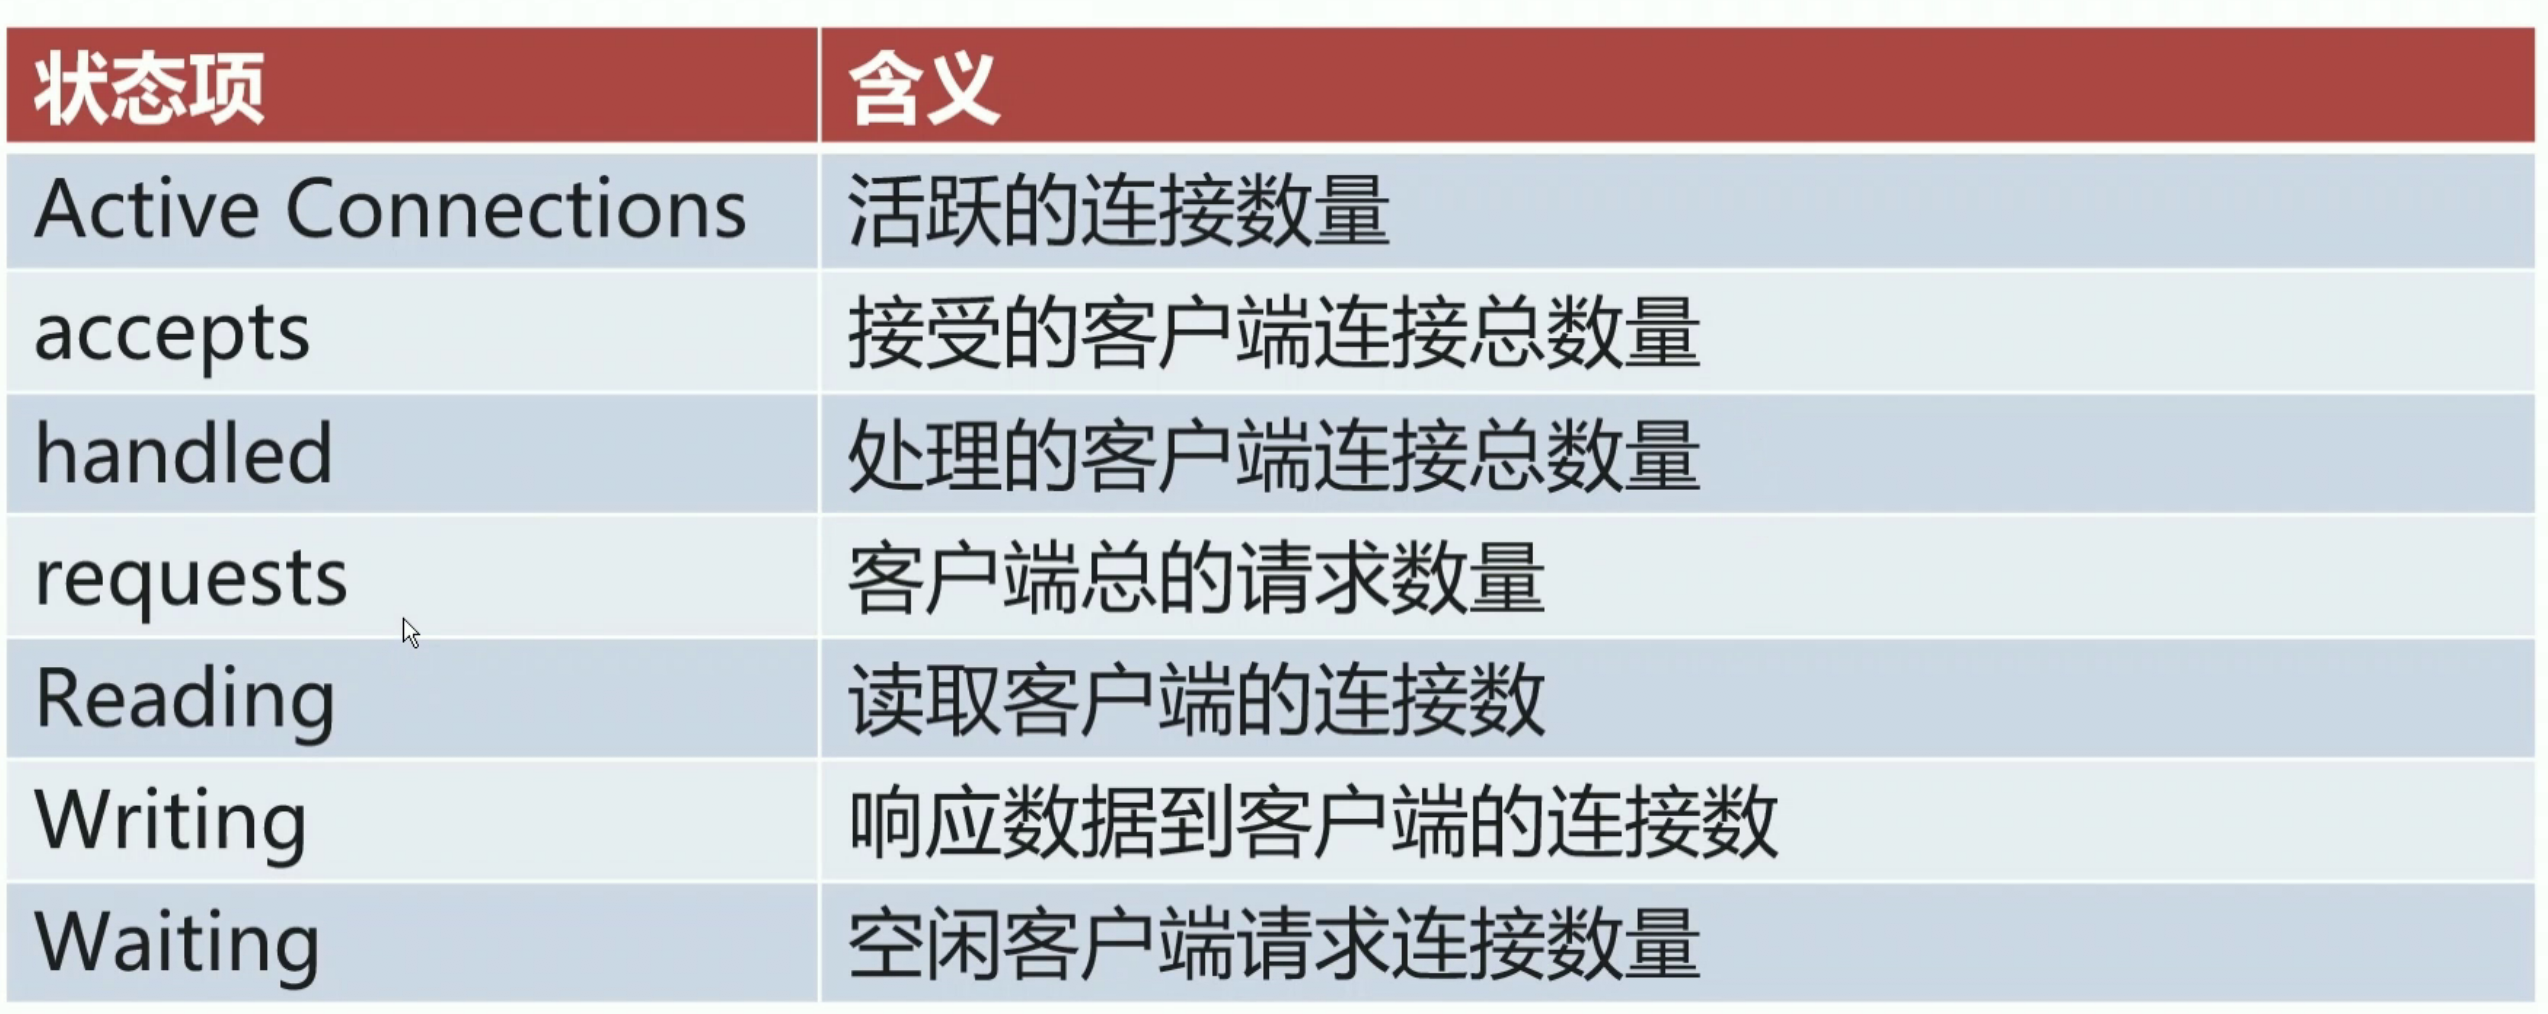 状态项 含义
Active Connections 活跃的连接数量
accepts 接受的客户端连接总数量
handled 处理的客户端连接总数量
requests 客户端总的请求数量
Reading 读取客户端的连接数
Writing 响应数据到客户端的连接数
Waiting 空闲客户端请求连接数量